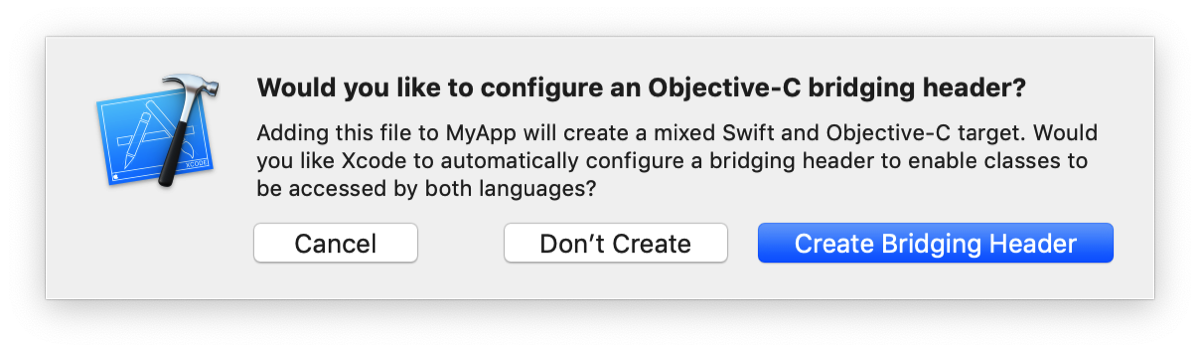 Would you like to configure an Objective-C bridging header?
Adding this file to MyApp will create a mixed Swift and Objective-C target. Would
you like Xcode to automatically configure a bridging header to enable classes to
be accessed by both languages?
XCODE
Cancel
Don’t Create
Create Bridging Header